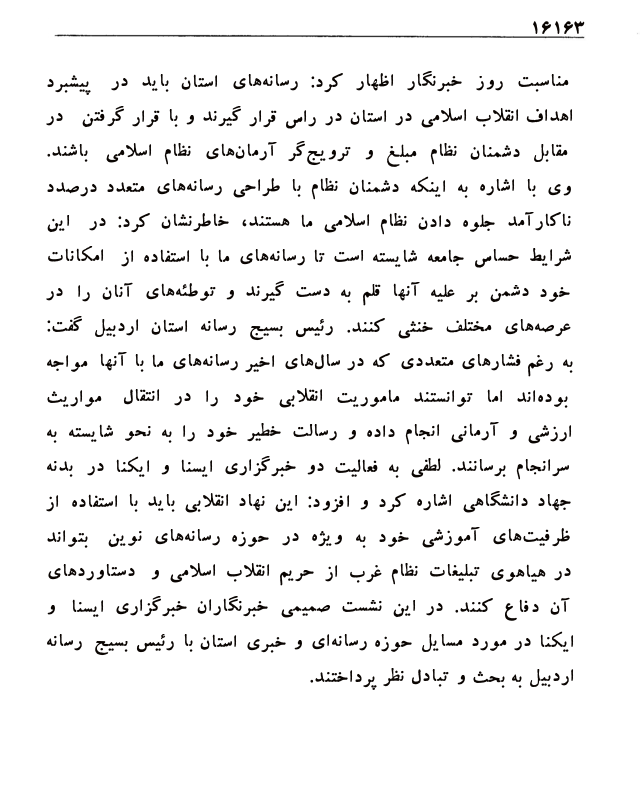 ۱۶۱۶۳
مناسبت روز خبرنگار اظهار کرد: رسانه‌های استان باید در پیشبرد
اهداف انقلاب اسلامی در استان در راس قرار گیرند و با قرار گرفتن در
مقابل دشمنان نظام مبلغ و ترویج‌گر آرمان‌های نظام اسلامی باشند.
وی با اشاره به اینکه دشمنان نظام با طراحی رسانه‌های متعدد درصدد
ناکارآمد جلوه دادن نظام اسلامی ما هستند، خاطرنشان کرد: در این
شرایط حساس جامعه شایسته است تا رسانه‌های ما با استفاده از امکانات
خود دشمن بر علیه آنها قلم به دست گیرند و توطئه‌های آنان را در
عرصه‌های مختلف خنثی کنند. رئیس بسیج رسانه استان اردبیل گفت:
به رغم فشارهای متعددی که در سال‌های اخیر رسانه‌های ما با آنها مواجه
بوده‌اند اما توانستند ماموریت انقلابی خود را در انتقال مواریث
ارزشی و آرمانی انجام داده و رسالت خطیر خود را به نحو شایسته به
سرانجام برسانند. لطفی به فعالیت دو خبرگزاری ایسنا و ایکنا در بدنه
جهاد دانشگاهی اشاره کرد و افزود: این نهاد انقلابی باید با استفاده از
ظرفیت‌های آموزشی خود به ویژه در حوزه رسانه‌های نوین بتواند
در هیاهوی تبلیغات نظام غرب از حریم انقلاب اسلامی و دستاوردهای
آن دفاع کنند. در این نشست صمیمی خبرنگاران خبرگزاری ایسنا و
ایکنا در مورد مسایل حوزه رسانه‌ای و خبری استان با رئیس بسیج رسانه
اردبیل به بحث و تبادل نظر پرداختند.